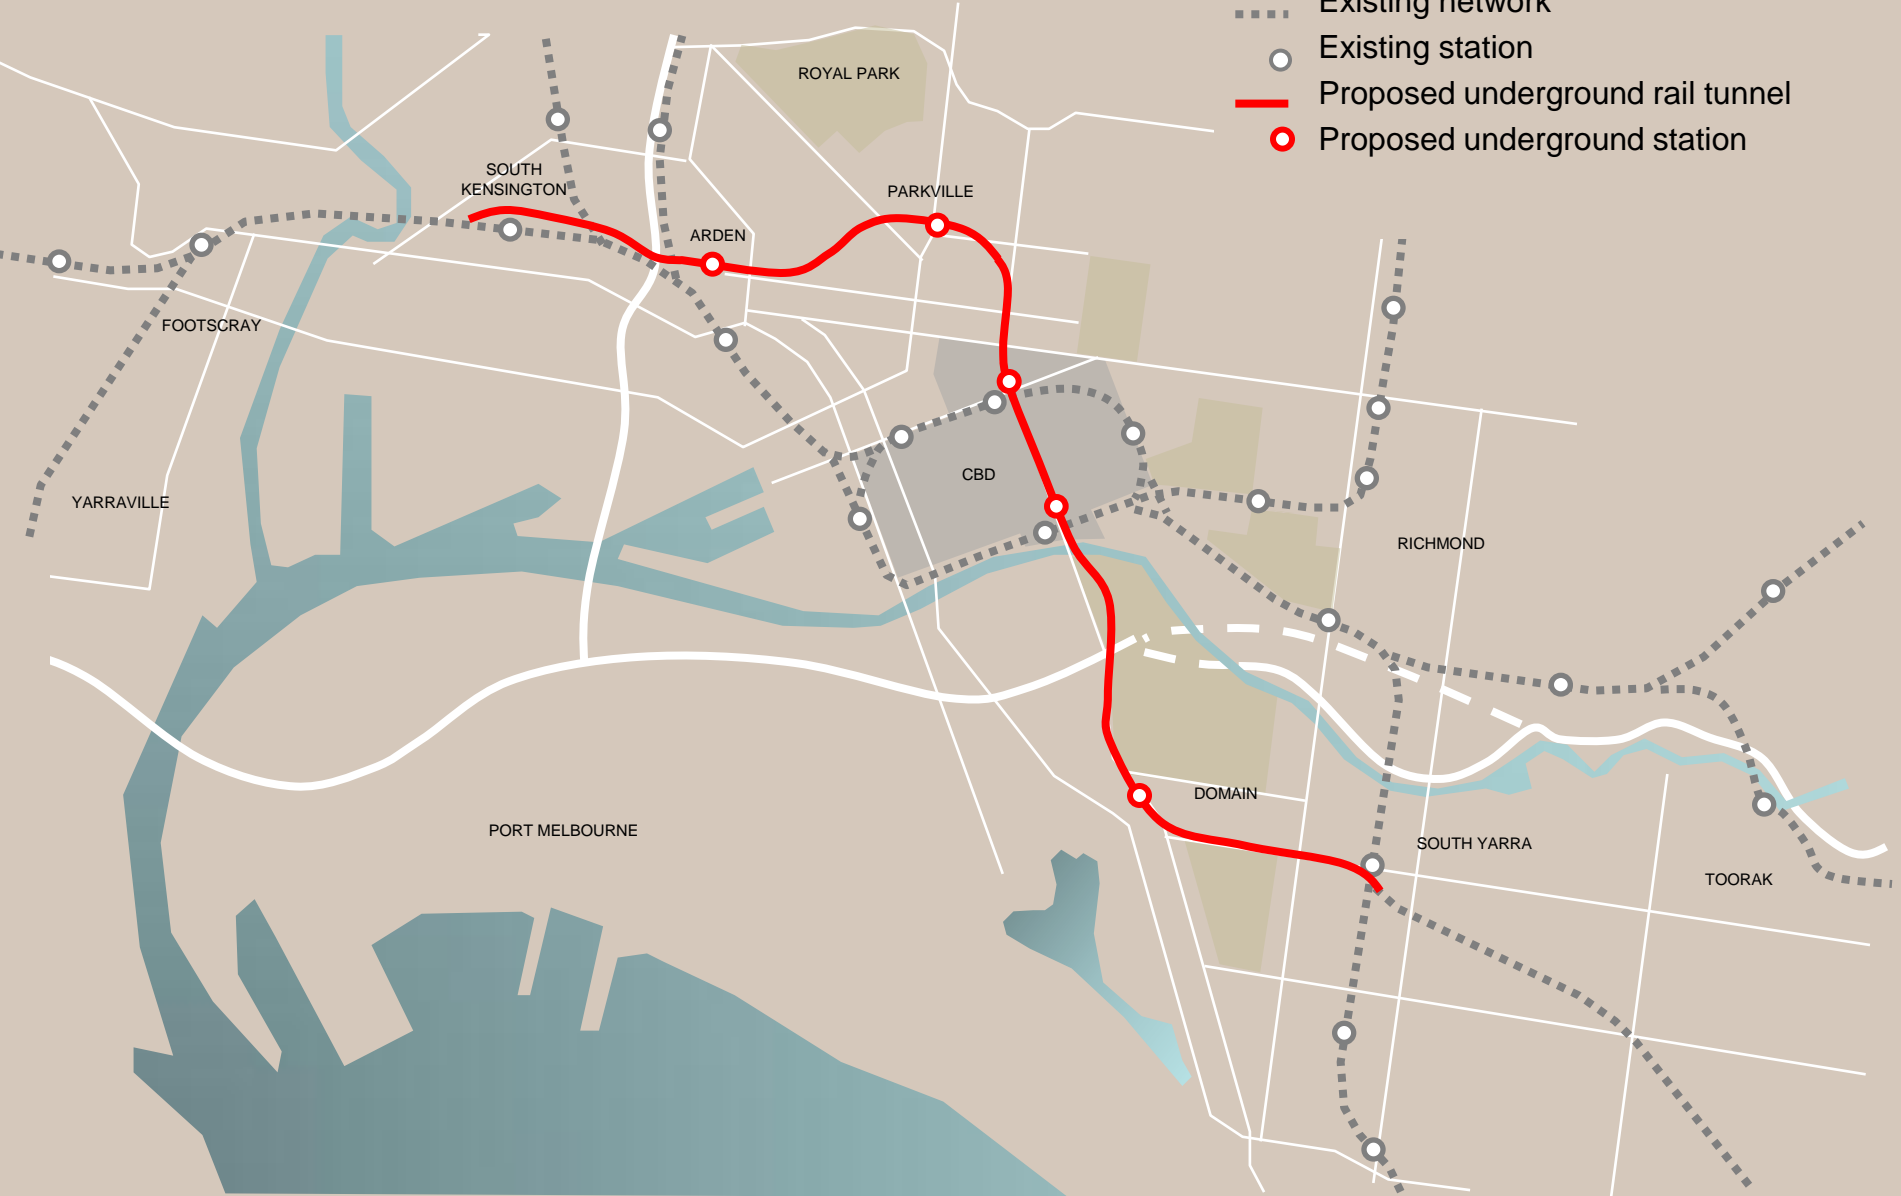 Existing network
Existing station
Proposed underground rail tunnel
Proposed underground station
ROYAL PARK
SOUTH
KENSINGTON
PARKVILLE
ARDEN
FOOTSCRAY
CBD
YARRAVILLE
RICHMOND
DOMAIN
PORT MELBOURNE
SOUTH YARRA
TOORAK